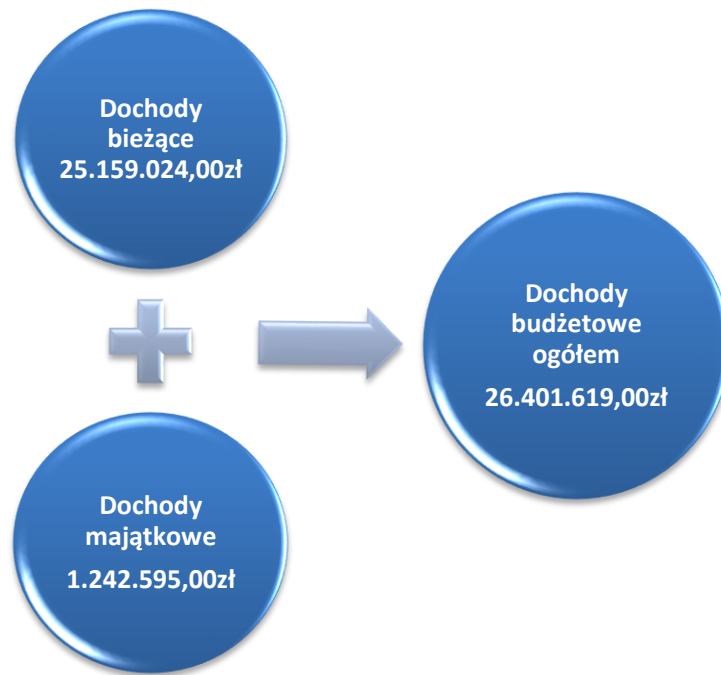 Dochody
bieżące
25.159.024,00zł
Dochody
majątkowe
1.242.595,00zł
Dochody
budżetowe
ogółem
26.401.619,00zł